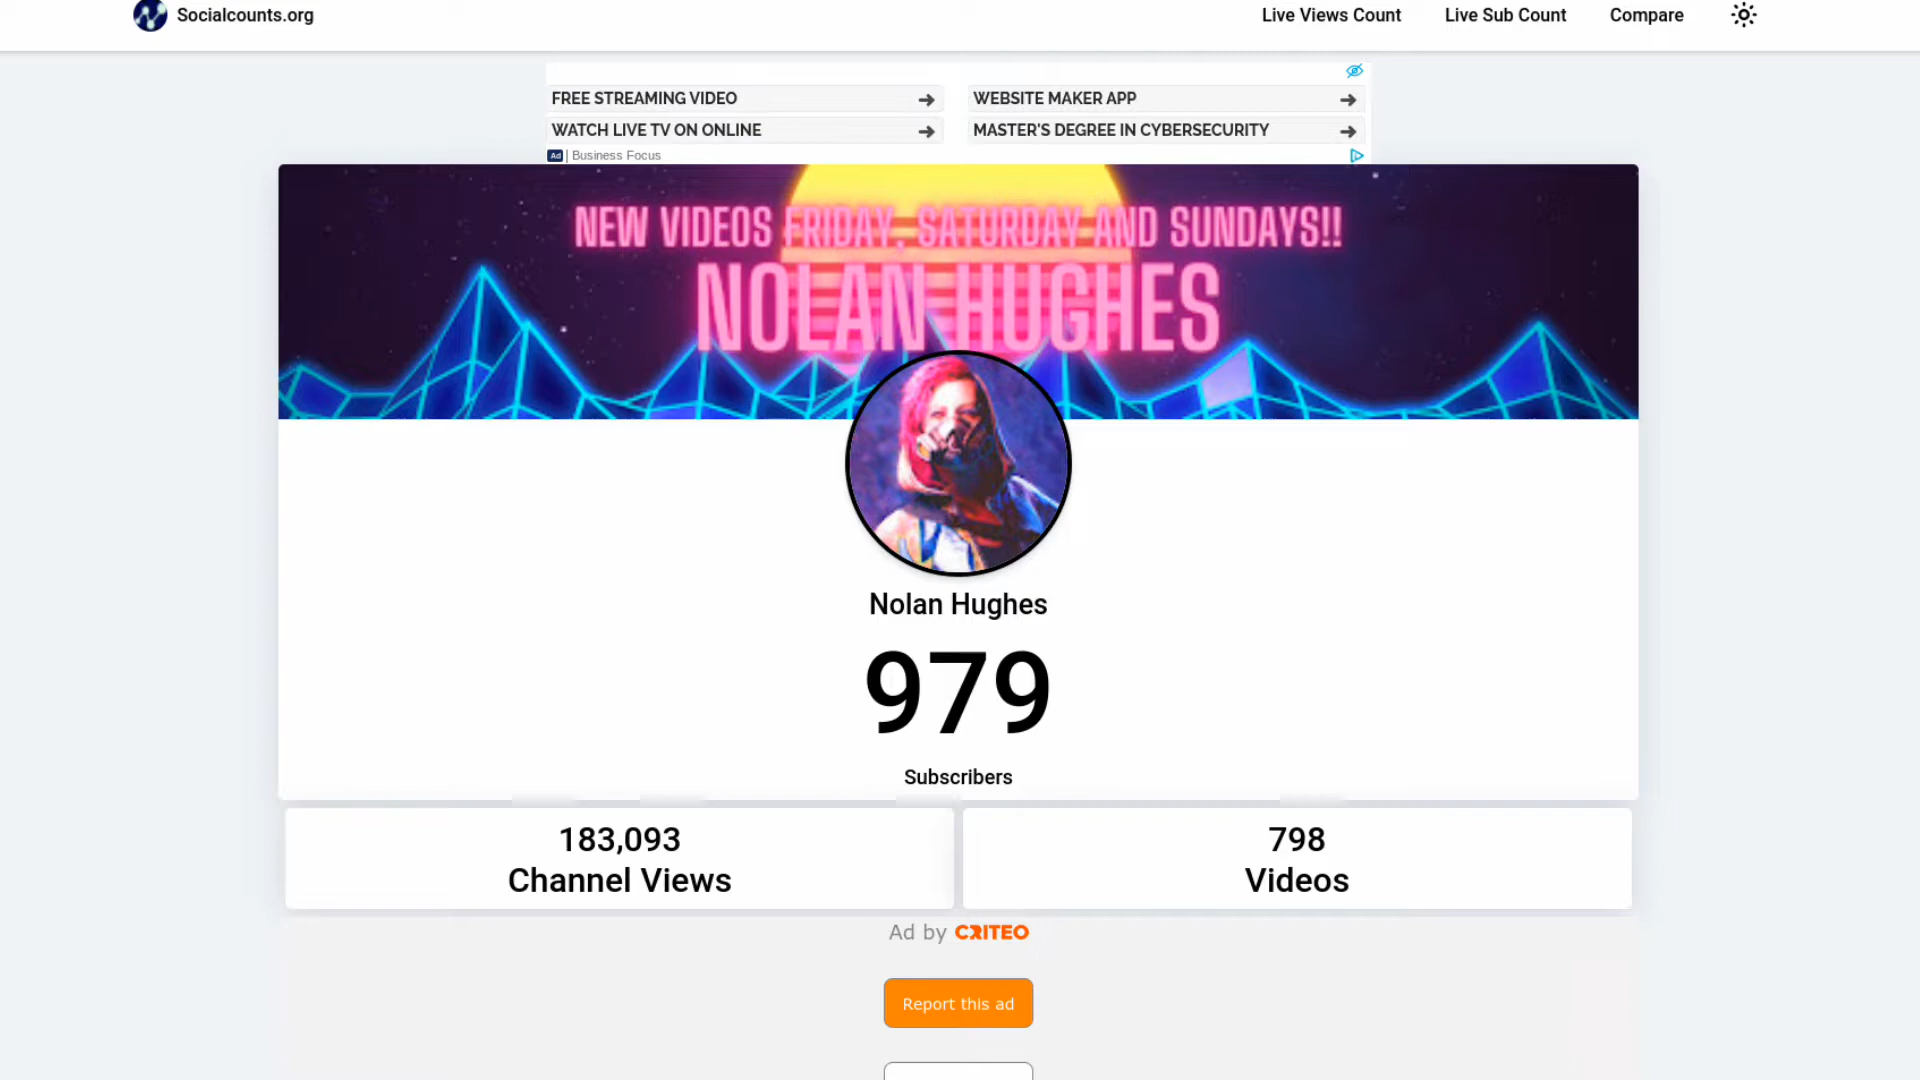 Socialcounts.org
Live Views Count
Live Sub Count
Compare
FREE STREAMING VIDEO
WEBSITE MAKER APP
WATCH LIVE TV ON ONLINE
MASTER'S DEGREE IN CYBERSECURITY
Ad | Business Focus
NEW VIDEOS FRIDAY, SATURDAY AND SUNDAYS!!
NOLAN HUGHES
Nolan Hughes
979
Subscribers
183,093
Channel Views
798
Videos
Ad by CRITEO
Report this ad